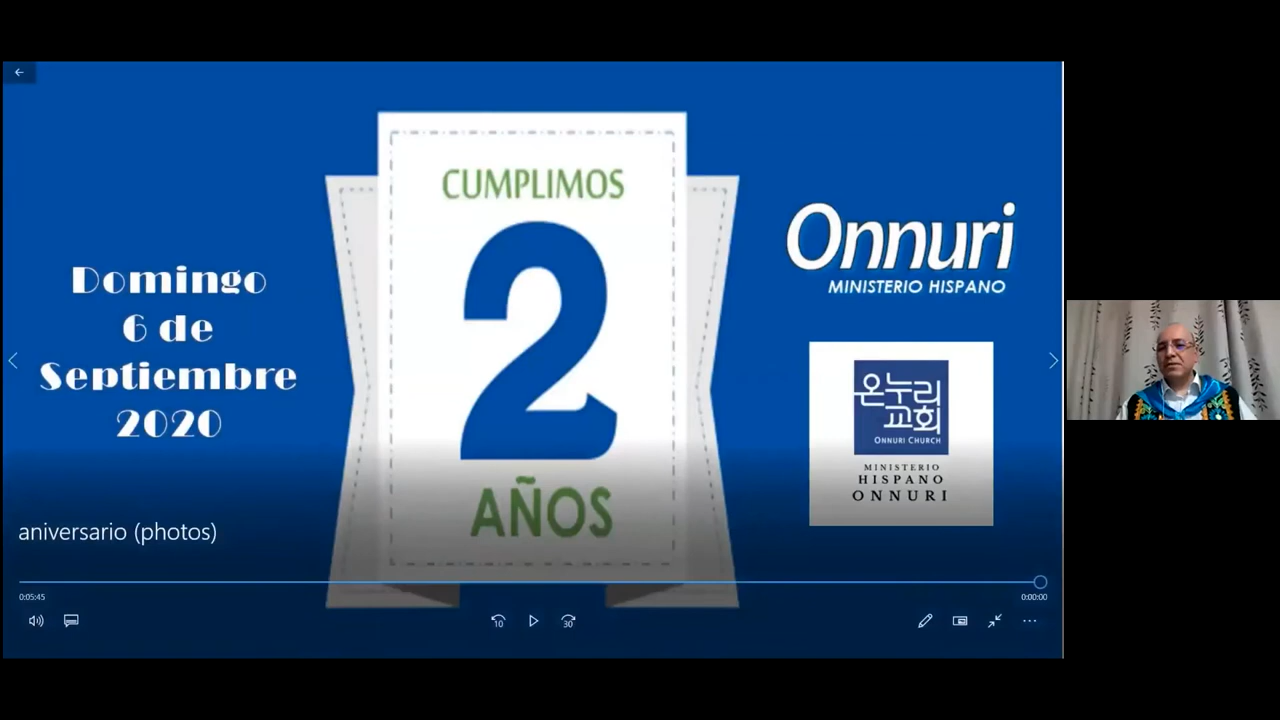 Domingo
6 de
Septiembre
2020
CUMPLIMOS
2
AÑOS
Onnuri
MINISTERIO HISPANO
온누리
교회
ONNURI CHURCH
MINISTERIO
HISPANO
ONNURI
aniversario (photos)
0:05:45
0:00:00
10
30